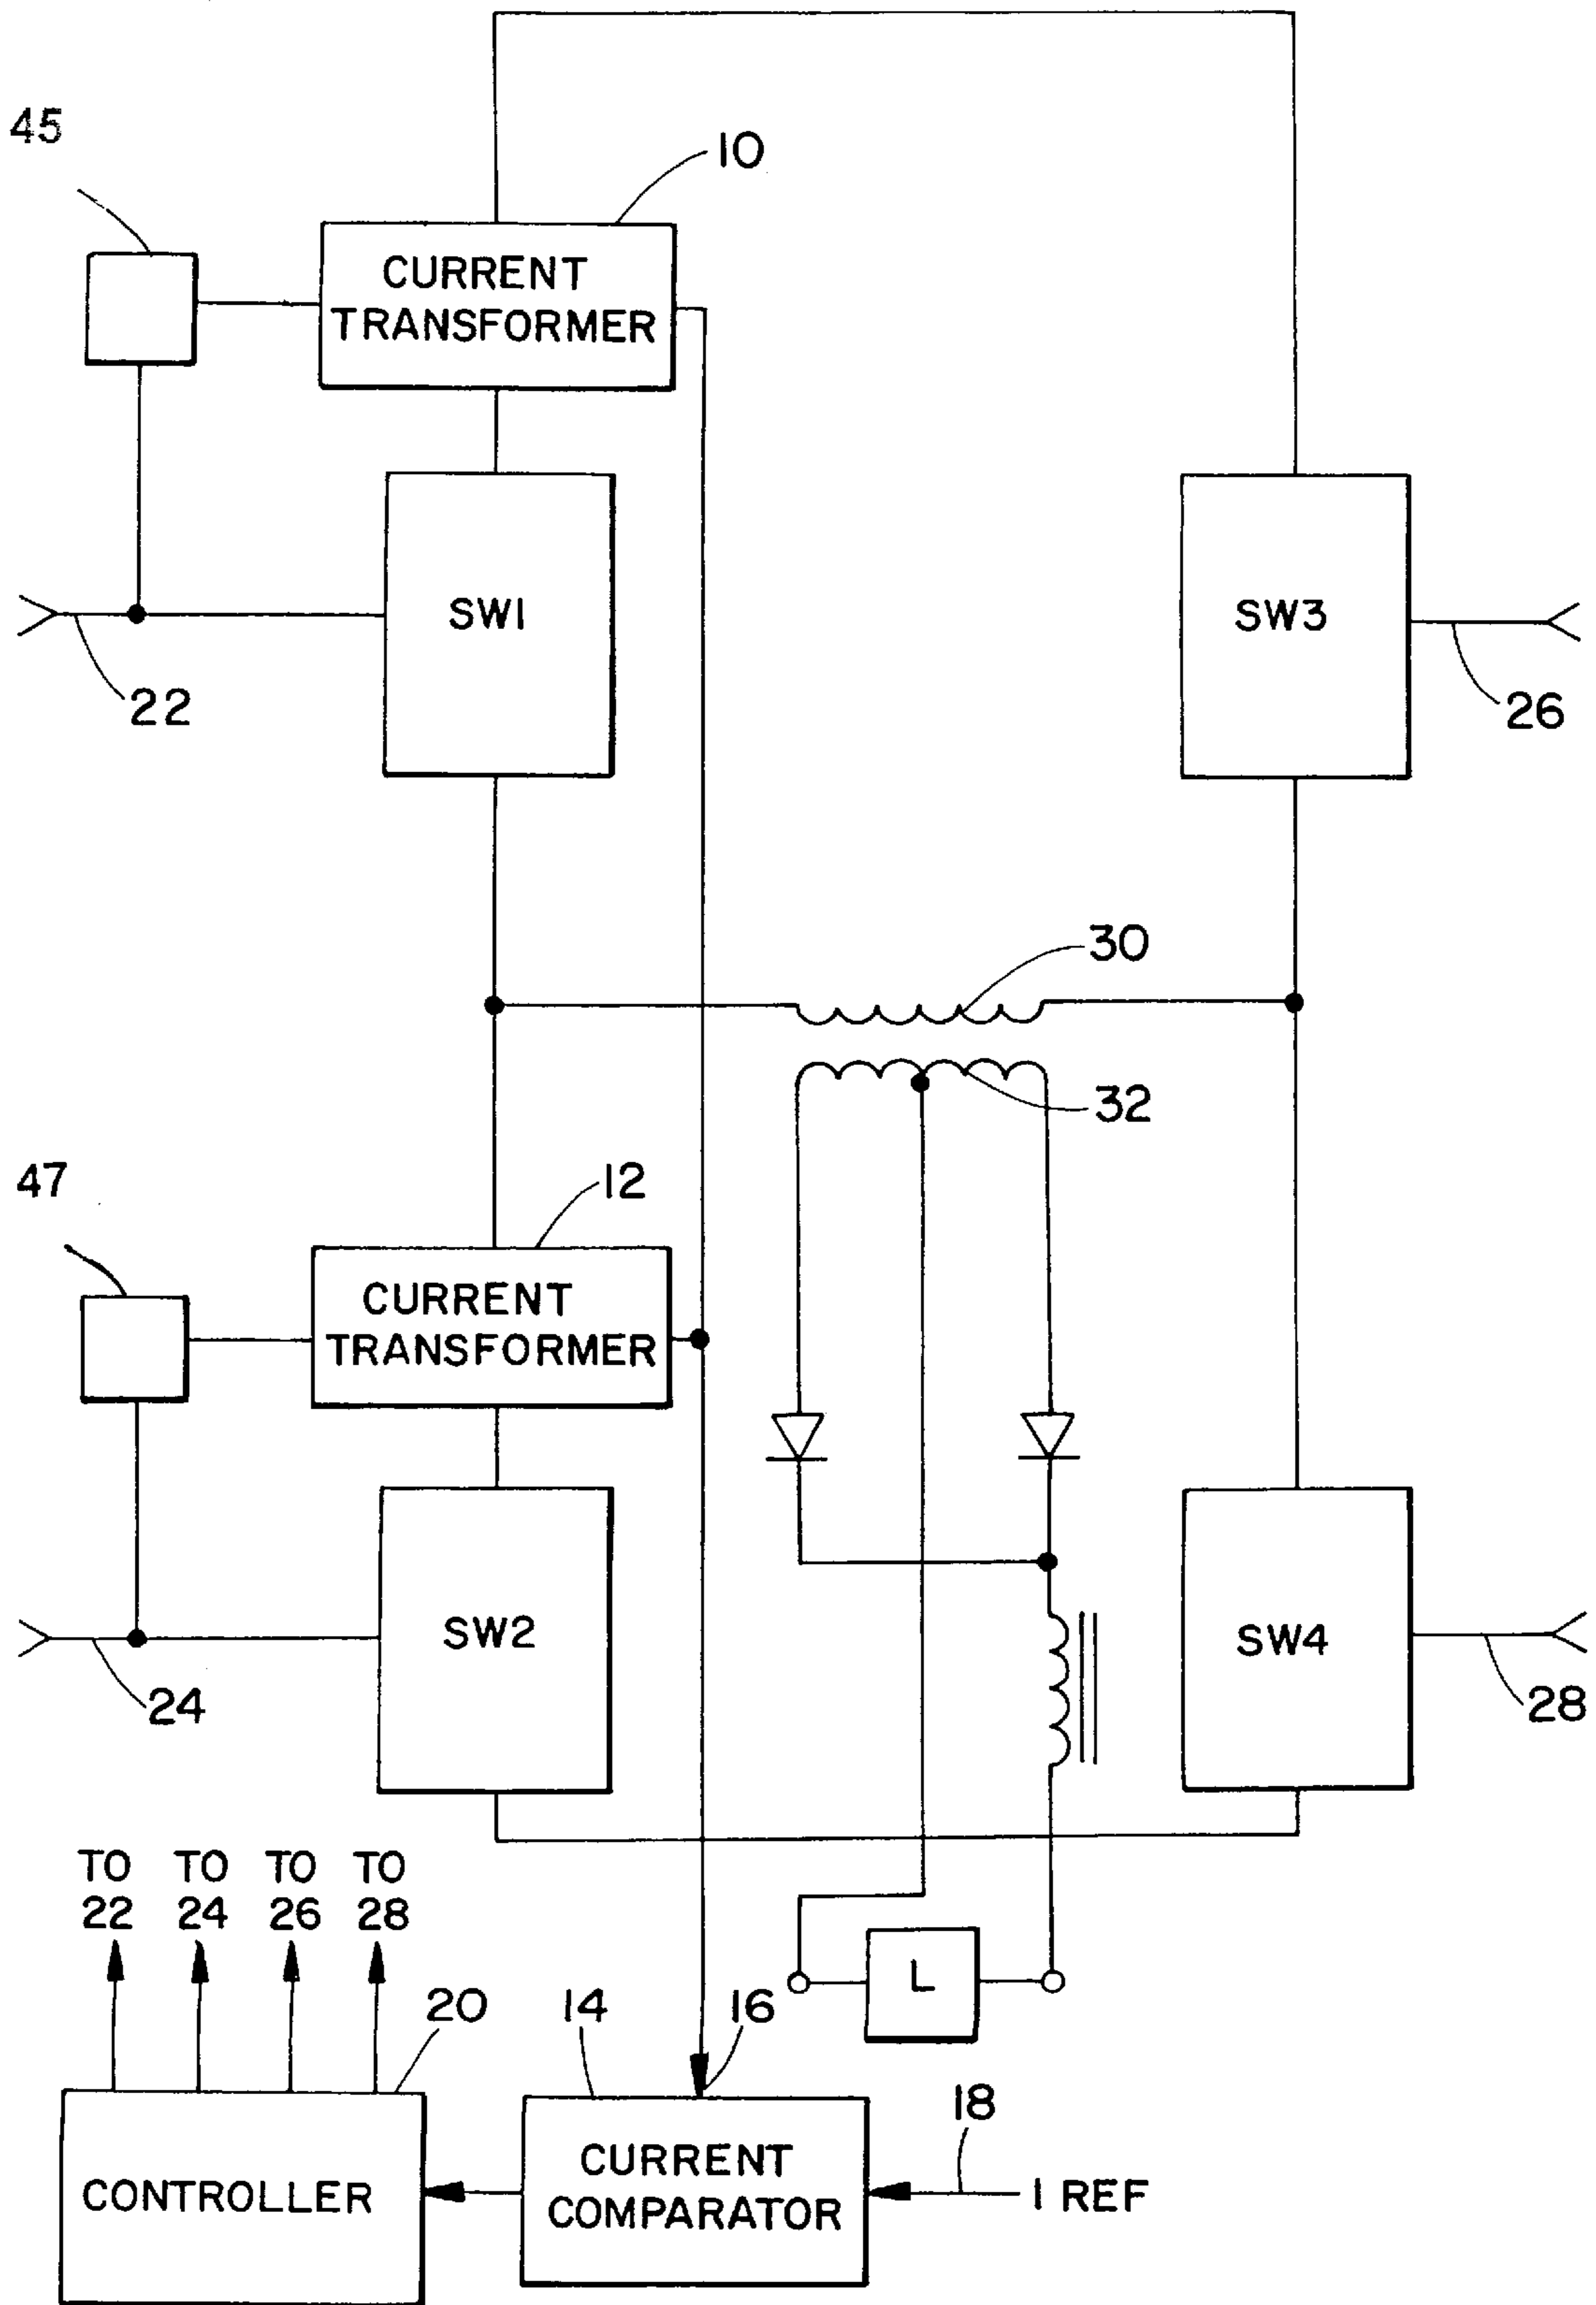 45
10
CURRENT
TRANSFORMER
SW1
SW3
22
26
30
32
47
12
CURRENT
TRANSFORMER
SW2
SW4
24
28
TO TO TO TO
22 24 26 28
L
20
14
16
18
CURRENT
COMPARATOR
CONTROLLER
I REF